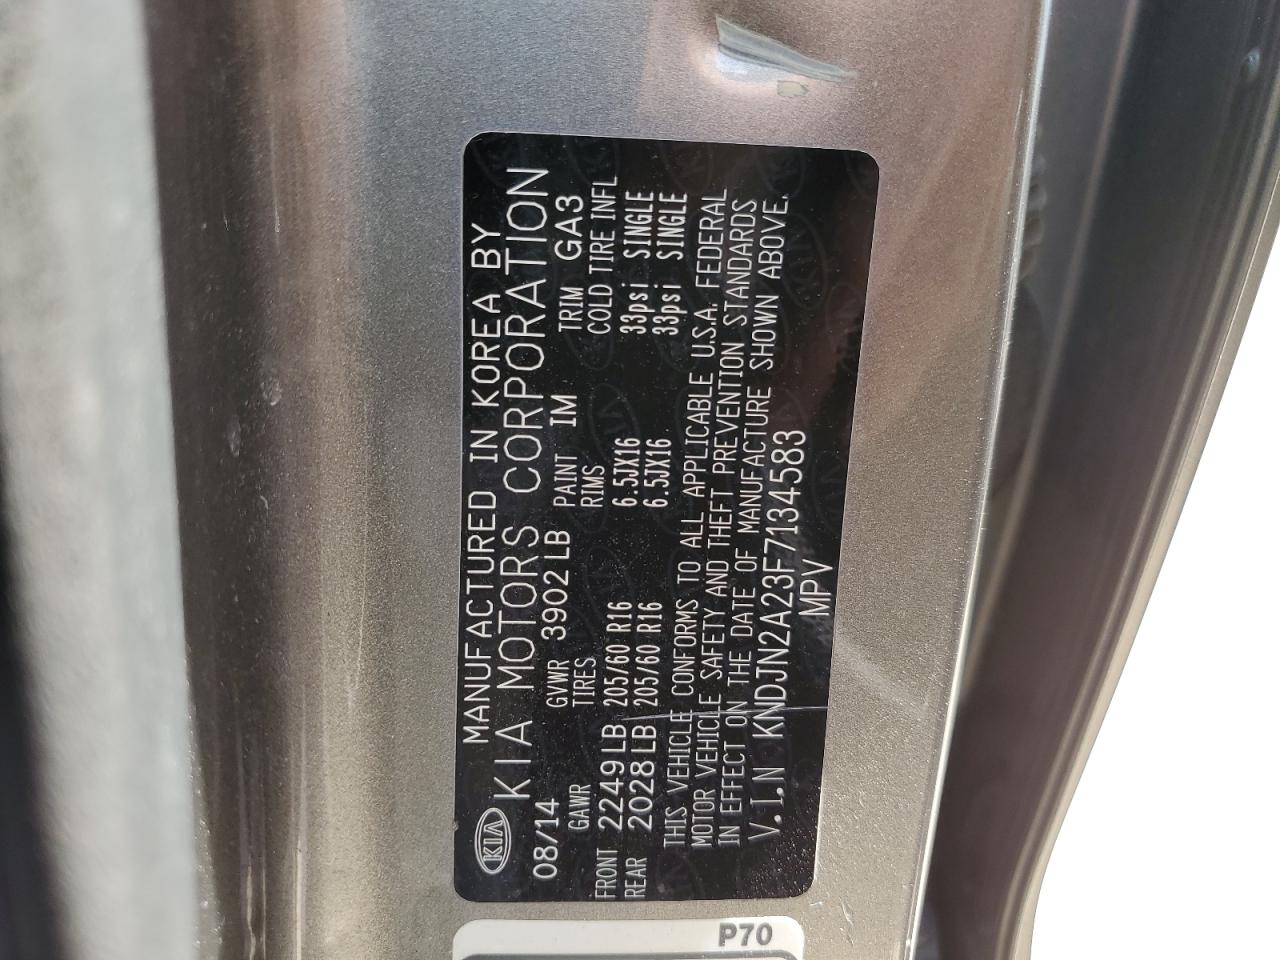 MANUFACTURED IN KOREA BY
KIA KIA MOTORS CORPORATION
08/14 GVWR 3902 LB PAINT IM TRIM GA3
GAWR TIRES RIMS COLD TIRE INFL
FRONT 2249 LB 205/60 R16 6.5JX16 33psi SINGLE
REAR 2028 LB 205/60 R16 6.5JX16 33psi SINGLE
THIS VEHICLE CONFORMS TO ALL APPLICABLE U.S.A. FEDERAL
MOTOR VEHICLE SAFETY AND THEFT PREVENTION STANDARDS
IN EFFECT ON THE DATE OF MANUFACTURE SHOWN ABOVE.
V.I.N KNDJN2A23F7134583
MPV
P70